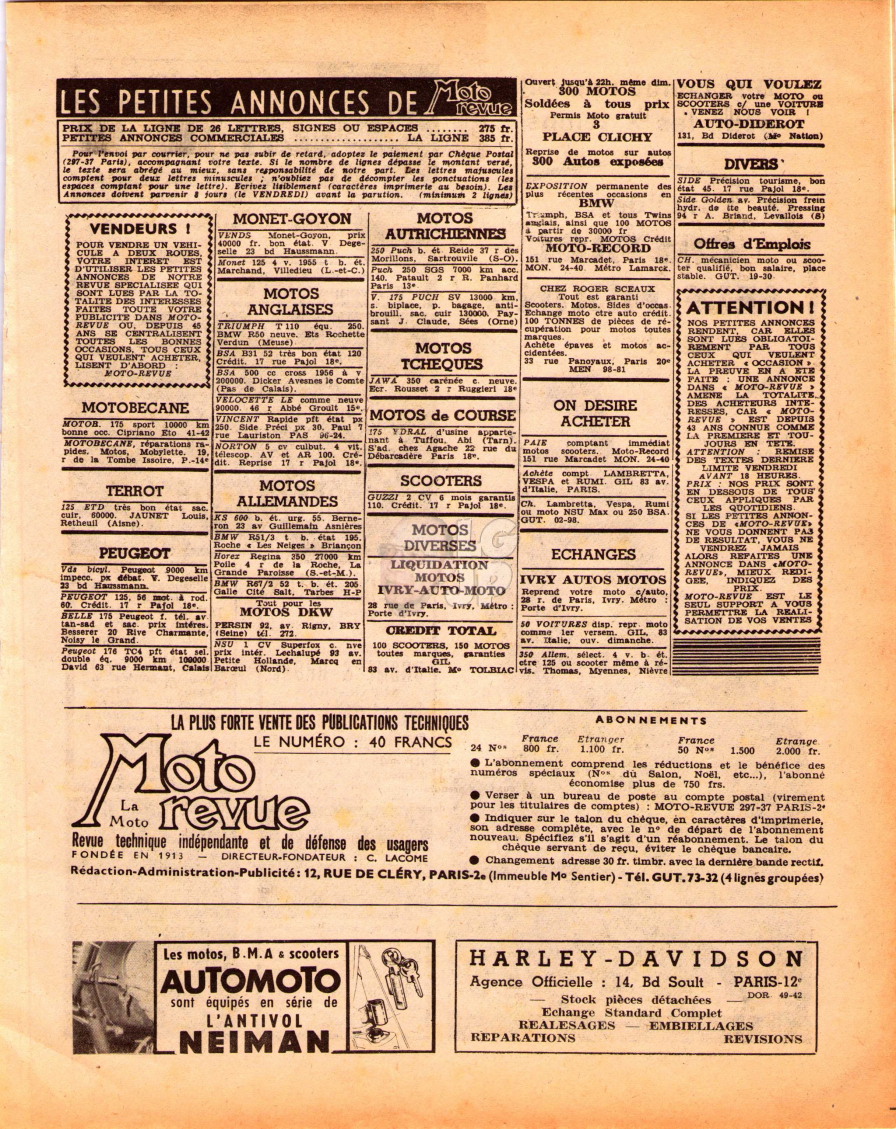 LES PETITES ANNONCES DE Moto revue
PRIX DE LA LIGNE DE 26 LETTRES, SIGNES OU ESPACES ........ 275 fr.
PETITES ANNONCES COMMERCIALES .................. LA LIGNE 385 fr.
Pour l'envoi par courrier, pour ne pas subir de retard, adoptez le paiement par Chèque Postal
(297-37 Paris), accompagnant votre texte. Si le nombre de lignes dépasse le montant versé,
le texte sera abrégé au mieux, sans responsabilité de notre part. Les lettres majuscules
comptent pour deux lettres minuscules ; n'oubliez pas de décompter les ponctuations (les
espaces comptant pour une lettre). Ecrivez lisiblement (caractères imprimerie au besoin). Les
Annonces doivent parvenir 8 jours (le VENDREDI) avant la parution. (minimum 2 lignes)
VENDEURS !
POUR VENDRE UN VEHI-
CULE A DEUX ROUES,
VOTRE INTERET EST
D'UTILISER LES PETITES
ANNONCES DE NOTRE
REVUE SPECIALISEE QUI
SONT LUES PAR LA TO-
TALITE DES INTERESSES
FAITES TOUTE VOTRE
PUBLICITE DANS MOTO-
REVUE OU, DEPUIS 45
ANS SE CENTRALISENT
TOUTES LES BONNES
OCCASIONS, TOUS CEUX
QUI VEULENT ACHETER,
LISENT D'ABORD :
MOTO-REVUE
MOTOBECANE
MOTOB. 175 sport 10000 km
bonne occ. Cipriano Eto 41-42
MOTOBECANE, réparations ra-
pides. Motos, Mobylette, 19,
r de la Tombe Issoire, P.-14e
TERROT
125 ETD très bon état sac.
cuir, 60000. JAUNET Louis,
Retheuil (Aisne).
PEUGEOT
Vds bicyl. Peugeot 9000 km
impecc. px débat. V. Degeselle
23 bd Haussmann.
PEUGEOT 125, 56 mot. à rod.
60. Crédit. 17 r Pajol 18e.
BELLE 175 Peugeot f. tél. av
tan-sad et sac. prix intéres.
Besserer 20 Rive Charmante,
Noisy le Grand.
Peugeot 176 TC4 pft état sel.
double éq. 9000 km 100000
David 63 rue Hermant, Calais
MONET-GOYON
VENDS Monet-Goyon, prix
40000 fr. bon état. V Dege-
selle 23 bd Haussmann.
Monet 125 4 v. 1955 t. b. ét.
Marchand, Villedieu (L.-et-C.)
MOTOS
ANGLAISES
TRIUMPH T 110 équ. 250.
BMW R50 neuve. Ets Rochette
Verdun (Meuse)
BSA B31 52 très bon état 120
Crédit. 17 rue Pajol 18e.
BSA 500 cc cross 1956 à v
200000. Dicker Avesnes le Comte
(Pas de Calais).
VELOCETTE LE comme neuve
90000. 46 r Abbé Groult 15e.
VINCENT Rapide pft état px
250. Side Préci px 30. Paul 7
rue Lauriston PAS 96-24.
NORTON 5 cv culbut. 4 vit.
télescop. AV et AR 100. Cré-
dit. Reprise 17 r Pajol 18e.
MOTOS
ALLEMANDES
KS 600 b. ét. urg. 55. Berne-
ron 23 av Guillemain Asnières
BMW R51/3 t. b. état 195.
Roche « Les Neiges » Briançon
Horex Regina 350 27000 km
Poile 4 r de la Roche, La
Grande Paroisse (S.-et-M.).
BMW R67/2 52 t. b. ét. 205.
Galle Cité Salt, Tarbes H-P
Tout pour les
MOTOS DKW
PERSIN 92, av. Rigny, BRY
(Seine) tél. 272.
NSU 1 CV Superfox c. nve
prix intér. Lechalupé 93 av.
Petite Hollande, Marcq en
Barœul (Nord).
MOTOS
AUTRICHIENNES
250 Puch b. ét Reide 37 r des
Morillons, Sartrouville (S-O).
Puch 250 SGS 7000 km acc.
140. Patault 2 r R. Panhard
Paris 13e
V. 175 PUCH SV 13000 km,
s. biplace, p. bagage, anti-
brouill. sac. cuir 130000. Pay-
sant J. Claude, Sées (Orne)
MOTOS
TCHEQUES
JAWA 350 carénée c. neuve.
Ecr. Rousset 2 r Ruggieri 18e
MOTOS de COURSE
175 YDRAL d'usine apparte-
nant à Tuffou, Abi (Tarn).
S'ad. chez Agache 22 rue du
Débarcadère Paris 18e.
SCOOTERS
GUZZI 2 CV 6 mois garantis
110. Crédit. 17 r Pajol 18e.
MOTOS
DIVERSES
LIQUIDATION
MOTOS
IVRY-AUTO-MOTO
28 rue de Paris, Ivry, Métro :
Porte d'Ivry.
CREDIT TOTAL
100 SCOOTERS, 150 MOTOS
toutes marques, garanties
GIL
83 av. d'Italie. Mo TOLBIAC
Ouvert jusqu'à 22h. même dim.
300 MOTOS
Soldées à tous prix
Permis Moto gratuit
3
PLACE CLICHY
Reprise de motos sur autos
300 Autos exposées
EXPOSITION permanente des
plus récentes occasions en
BMW
Triumph, BSA et tous Twins
anglais, ainsi que 100 MOTOS
à partir de 30000 fr
Voitures repr. MOTOS Crédit
MOTO-RECORD
151 rue Marcadet, Paris 18e.
MON. 24-40. Métro Lamarck.
CHEZ ROGER SCEAUX
Tout est garanti
Scooters. Motos. Sides d'occas.
Echange moto ctre auto crédit.
100 TONNES de pièces de ré-
cupération pour motos toutes
marques.
Achète épaves et motos ac-
cidentées.
33 rue Panoyaux, Paris 20e
MEN 98-81
ON DESIRE
ACHETER
PAIE comptant immédiat
motos scooters. Moto-Record
151 rue Marcadet MON. 24-40
Achète compt LAMBRETTA,
VESPA et RUMI. GIL 83 av.
d'Italie, PARIS.
Ch. Lambretta, Vespa, Rumi
ou moto NSU Max ou 250 BSA.
GUT. 02-98.
ECHANGES
IVRY AUTOS MOTOS
Reprend votre moto c/auto,
28 r. de Paris, Ivry. Métro :
Porte d'Ivry.
50 VOITURES disp. repr. moto
comme 1er versem. GIL, 83
av. Italie, ouv. dimanche.
350 Allem. sélect. 4 v. b. ét.
ctre 125 ou scooter même à ré-
vis. Thomas, Myennes, Nièvre
VOUS QUI VOULEZ
ECHANGER votre MOTO ou
SCOOTERS c/ une VOITURE
VENEZ NOUS VOIR !
AUTO-DIDEROT
131, Bd Diderot (Mo Nation)
DIVERS
SIDE Précision tourisme, bon
état 45. 17 rue Pajol 18e.
Side Golden av. Précision frein
hydr. de tte beauté. Pressing
94 r A. Briand, Levallois (S)
Offres d'Emplois
CH. mécanicien moto ou scoo-
ter qualifié, bon salaire, place
stable. GUT. 19-30.
ATTENTION !
NOS PETITES ANNONCES
RENDENT, CAR ELLES
SONT LUES OBLIGATOI-
REMENT PAR TOUS
CEUX QUI VEULENT
ACHETER « OCCASION »
LA PREUVE EN A ETE
FAITE : UNE ANNONCE
DANS « MOTO-REVUE »
AMENE LA TOTALITE
DES ACHETEURS INTE-
RESSES, CAR « MOTO-
REVUE » EST DEPUIS
43 ANS CONNUE COMME
LA PREMIERE ET TOU-
JOURS EN TETE.
ATTENTION : REMISE
DES TEXTES DERNIERE
LIMITE VENDREDI
AVANT 18 HEURES.
PRIX : NOS PRIX SONT
EN DESSOUS DE TOUS
CEUX APPLIQUES PAR
LES QUOTIDIENS.
SI LES PETITES ANNON-
CES DE «MOTO-REVUE»
NE VOUS DONNENT PAS
DE RESULTAT, VOUS NE
VENDREZ JAMAIS
ALORS REFAITES UNE
ANNONCE DANS «MOTO-
REVUE», MIEUX REDI-
GEE, INDIQUEZ DES
PRIX.
MOTO-REVUE EST LE
SEUL SUPPORT A VOUS
PERMETTRE LA REALI-
SATION DE VOS VENTES
LA PLUS FORTE VENTE DES PUBLICATIONS TECHNIQUES
LE NUMÉRO : 40 FRANCS
Moto revue
La Moto
Revue technique indépendante et de défense des usagers
FONDÉE EN 1913 — DIRECTEUR-FONDATEUR : C. LACOME
ABONNEMENTS
France Etranger France Etrange
24 Nos 800 fr. 1.100 fr. 50 Nos 1.500 2.000 fr.
● L'abonnement comprend les réductions et le bénéfice des
numéros spéciaux (Nos du Salon, Noël, etc...), l'abonné
économise plus de 750 frs.
● Verser à un bureau de poste au compte postal (virement
pour les titulaires de comptes) : MOTO-REVUE 297-37 PARIS-2e
● Indiquer sur le talon du chèque, en caractères d'imprimerie,
son adresse complète, avec le no de départ de l'abonnement
nouveau. Spécifiez s'il s'agit d'un réabonnement. Le talon du
chèque servant de reçu, éviter le chèque bancaire.
● Changement adresse 30 fr. timbr. avec la dernière bande rectif.
Rédaction-Administration-Publicité : 12, RUE DE CLÉRY, PARIS-2e (Immeuble Mo Sentier) - Tél. GUT. 73-32 (4 lignes groupées)
Les motos, B.M.A & scooters
AUTOMOTO
sont équipés en série de
L'ANTIVOL
NEIMAN
HARLEY-DAVIDSON
Agence Officielle : 14, Bd Soult - PARIS-12e
— Stock pièces détachées — DOR 49-42
Echange Standard Complet
REALESAGES — EMBIELLAGES
REPARATIONS REVISIONS